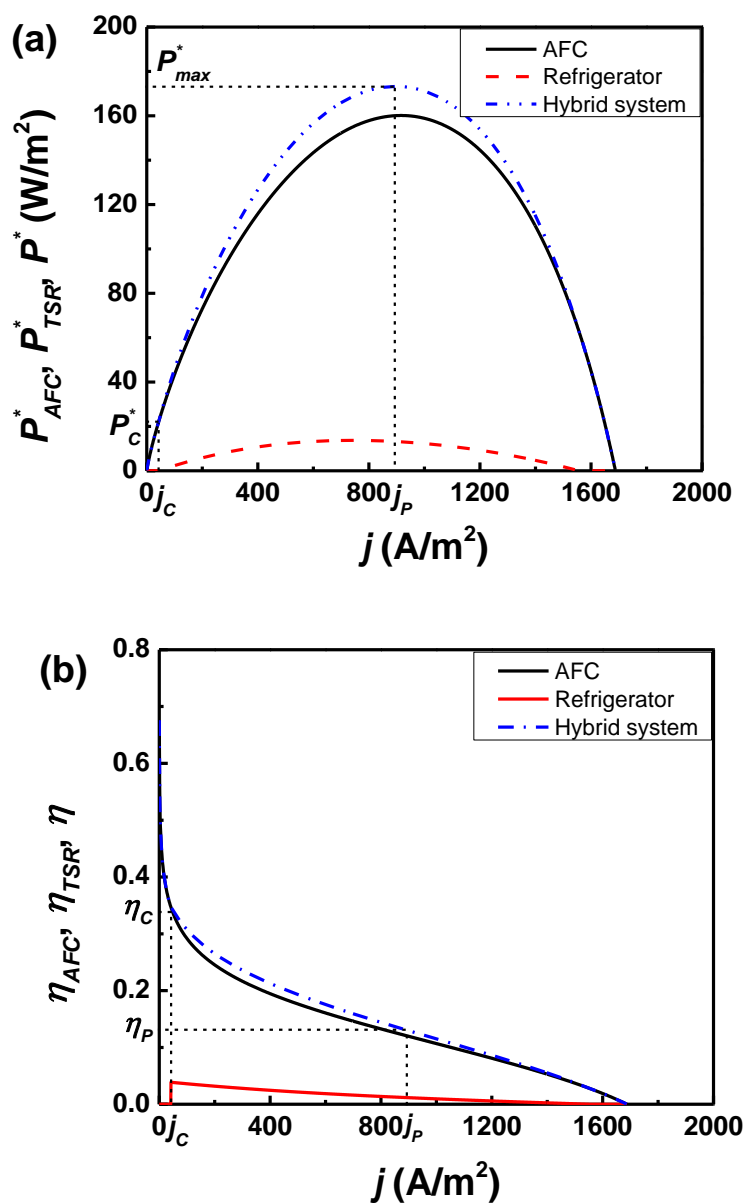 (a)
200
160
120
80
40
0
P*max
P*C
P*AFC, P*TSR, P* (W/m²)
AFC
Refrigerator
Hybrid system
0 jC 400 800 jP 1200 1600 2000
j (A/m²)
(b)
0.8
0.6
0.4
0.2
0.0
ηC
ηP
ηAFC, ηTSR, η
AFC
Refrigerator
Hybrid system
0 jC 400 800 jP 1200 1600 2000
j (A/m²)